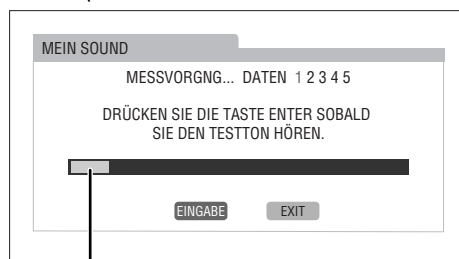 MEIN SOUND
MESSVORGNG... DATEN 1 2 3 4 5
DRÜCKEN SIE DIE TASTE ENTER SOBALD
SIE DEN TESTTON HÖREN.
EINGABE EXIT